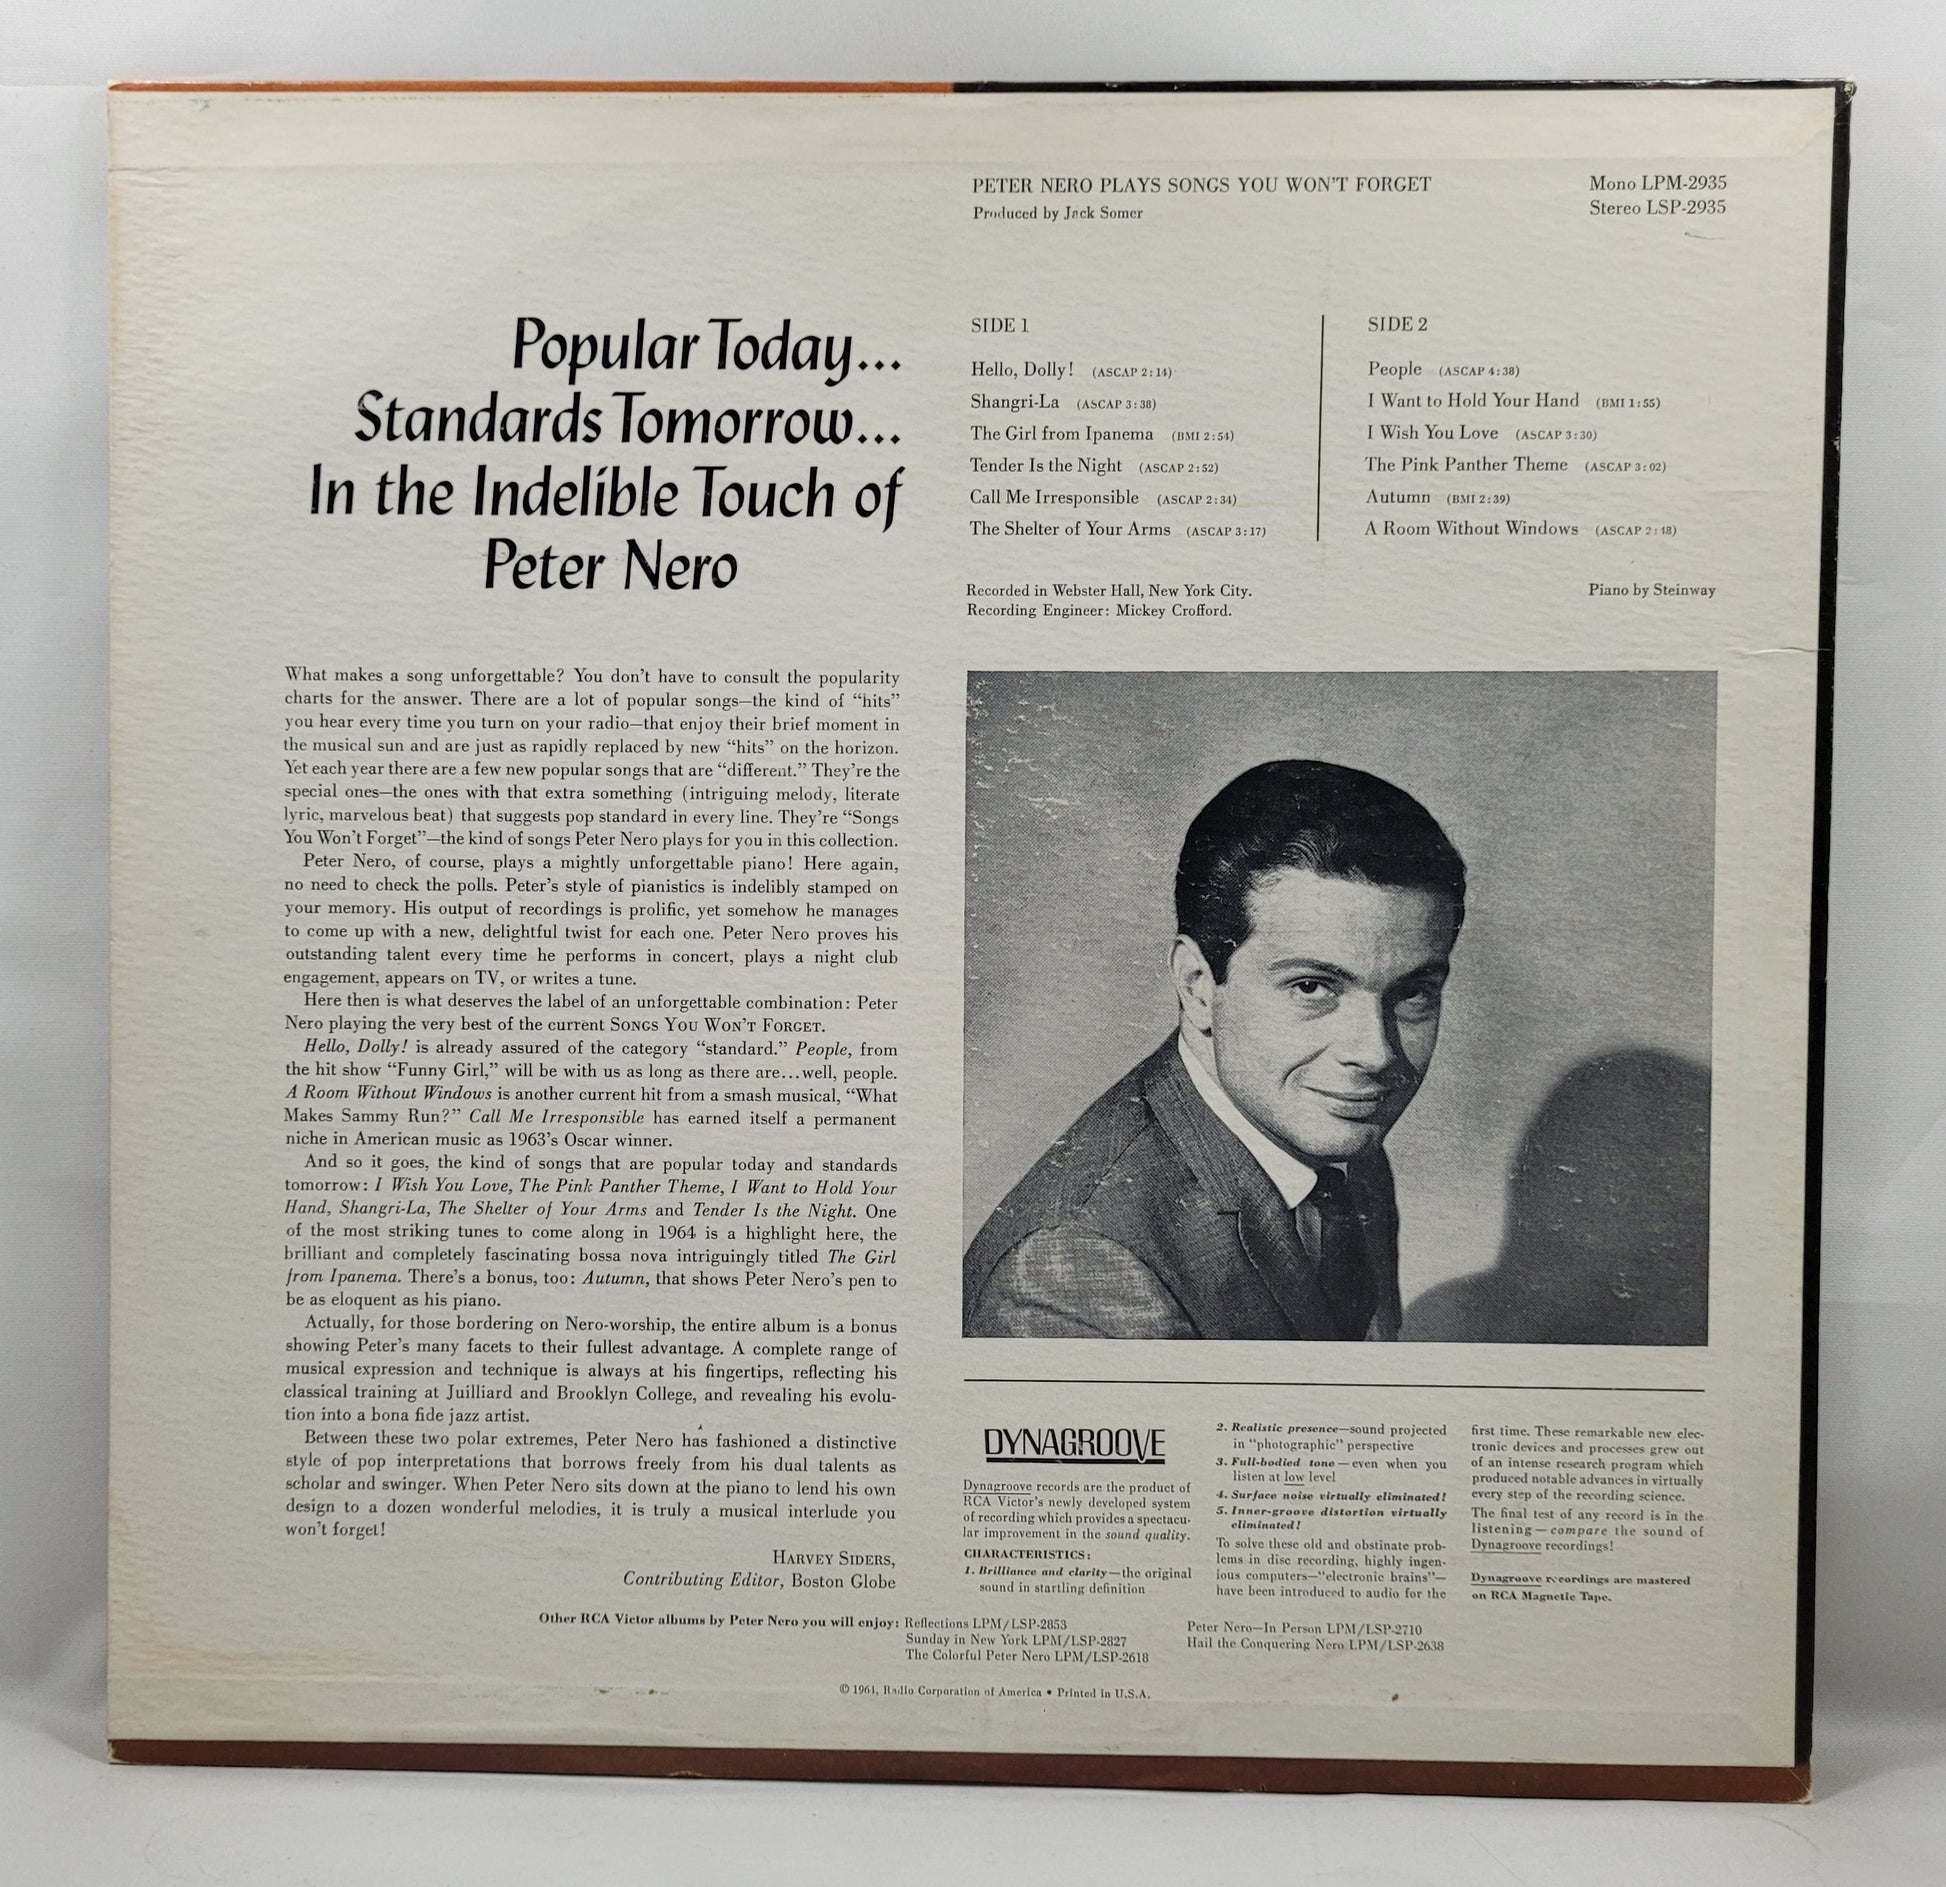 PETER NERO PLAYS SONGS YOU WON'T FORGET
Produced by Jack Somer
Mono LPM-2935
Stereo LSP-2935
Popular Today...
Standards Tomorrow...
In the Indelible Touch of
Peter Nero
SIDE 1
Hello, Dolly! (ASCAP 2:14)
Shangri-La (ASCAP 3:38)
The Girl from Ipanema (BMI 2:54)
Tender Is the Night (ASCAP 2:52)
Call Me Irresponsible (ASCAP 2:34)
The Shelter of Your Arms (ASCAP 3:17)
SIDE 2
People (ASCAP 4:38)
I Want to Hold Your Hand (BMI 1:55)
I Wish You Love (ASCAP 3:30)
The Pink Panther Theme (ASCAP 3:02)
Autumn (BMI 2:39)
A Room Without Windows (ASCAP 2:48)
Recorded in Webster Hall, New York City.
Recording Engineer: Mickey Crofford.
Piano by Steinway
What makes a song unforgettable? You don't have to consult the popularity
charts for the answer. There are a lot of popular songs—the kind of "hits"
you hear every time you turn on your radio—that enjoy their brief moment in
the musical sun and are just as rapidly replaced by new "hits" on the horizon.
Yet each year there are a few new popular songs that are "different." They're the
special ones—the ones with that extra something (intriguing melody, literate
lyric, marvelous beat) that suggests pop standard in every line. They're "Songs
You Won't Forget"—the kind of songs Peter Nero plays for you in this collection.
Peter Nero, of course, plays a mightly unforgettable piano! Here again,
no need to check the polls. Peter's style of pianistics is indelibly stamped on
your memory. His output of recordings is prolific, yet somehow he manages
to come up with a new, delightful twist for each one. Peter Nero proves his
outstanding talent every time he performs in concert, plays a night club
engagement, appears on TV, or writes a tune.
Here then is what deserves the label of an unforgettable combination: Peter
Nero playing the very best of the current SONGS YOU WON'T FORGET.
Hello, Dolly! is already assured of the category "standard." People, from
the hit show "Funny Girl," will be with us as long as there are...well, people.
A Room Without Windows is another current hit from a smash musical, "What
Makes Sammy Run?" Call Me Irresponsible has earned itself a permanent
niche in American music as 1963's Oscar winner.
And so it goes, the kind of songs that are popular today and standards
tomorrow: I Wish You Love, The Pink Panther Theme, I Want to Hold Your
Hand, Shangri-La, The Shelter of Your Arms and Tender Is the Night. One
of the most striking tunes to come along in 1964 is a highlight here, the
brilliant and completely fascinating bossa nova intriguingly titled The Girl
from Ipanema. There's a bonus, too: Autumn, that shows Peter Nero's pen to
be as eloquent as his piano.
Actually, for those bordering on Nero-worship, the entire album is a bonus
showing Peter's many facets to their fullest advantage. A complete range of
musical expression and technique is always at his fingertips, reflecting his
classical training at Juilliard and Brooklyn College, and revealing his evolu-
tion into a bona fide jazz artist.
Between these two polar extremes, Peter Nero has fashioned a distinctive
style of pop interpretations that borrows freely from his dual talents as
scholar and swinger. When Peter Nero sits down at the piano to lend his own
design to a dozen wonderful melodies, it is truly a musical interlude you
won't forget!
HARVEY SIDERS,
Contributing Editor, Boston Globe
DYNAGROOVE
Dynagroove records are the product of
RCA Victor's newly developed system
of recording which provides a spectacu-
lar improvement in the sound quality.
CHARACTERISTICS:
1. Brilliance and clarity—the original
sound in startling definition
2. Realistic presence—sound projected
in "photographic" perspective
3. Full-bodied tone—even when you
listen at low level
4. Surface noise virtually eliminated!
5. Inner-groove distortion virtually
eliminated!
To solve these old and obstinate prob-
lems in disc recording, highly ingen-
ious computers—"electronic brains"—
have been introduced to audio for the
first time. These remarkable new elec-
tronic devices and processes grew out
of an intense research program which
produced notable advances in virtually
every step of the recording science.
The final test of any record is in the
listening—compare the sound of
Dynagroove recordings!
Dynagroove recordings are mastered
on RCA Magnetic Tape.
Other RCA Victor albums by Peter Nero you will enjoy: Reflections LPM/LSP-2853
Sunday in New York LPM/LSP-2827
The Colorful Peter Nero LPM/LSP-2618
Peter Nero—In Person LPM/LSP-2710
Hail the Conquering Nero LPM/LSP-2638
© 1964, Radio Corporation of America • Printed in U.S.A.